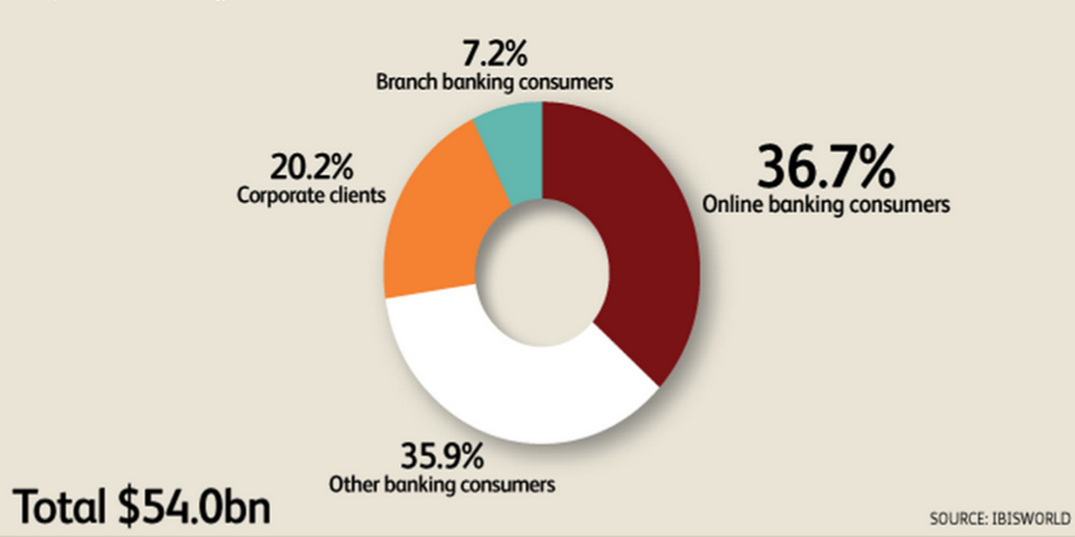 7.2%
Branch banking consumers
20.2%
Corporate clients
36.7%
Online banking consumers
35.9%
Other banking consumers
Total $54.0bn
SOURCE: IBISWORLD